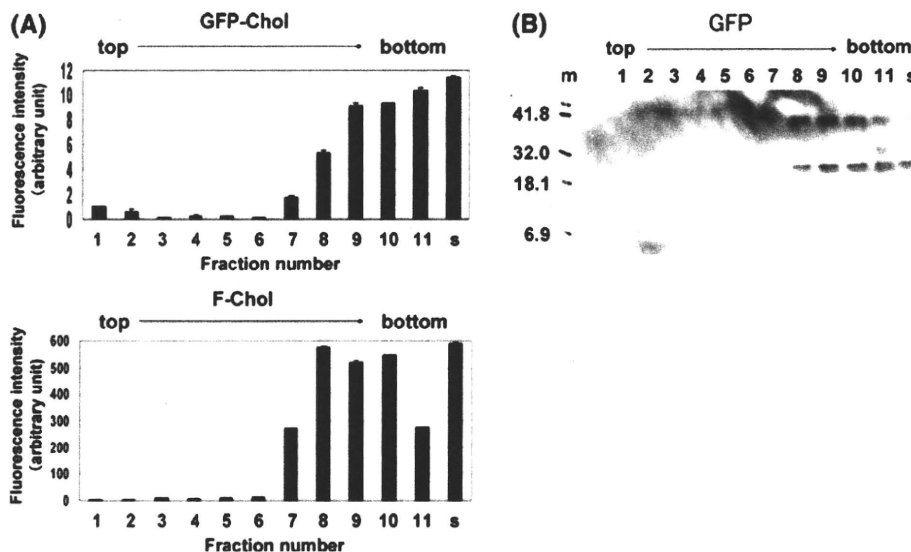 (A)
GFP-Chol
top bottom
Fluorescence intensity
(arbitrary unit)
12
10
8
6
4
2
0
1 2 3 4 5 6 7 8 9 10 11 s
Fraction number
F-Chol
top bottom
Fluorescence intensity
(arbitrary unit)
600
500
400
300
200
100
0
1 2 3 4 5 6 7 8 9 10 11 s
Fraction number
(B)
GFP
top bottom
m 1 2 3 4 5 6 7 8 9 10 11 s
41.8
32.0
18.1
6.9